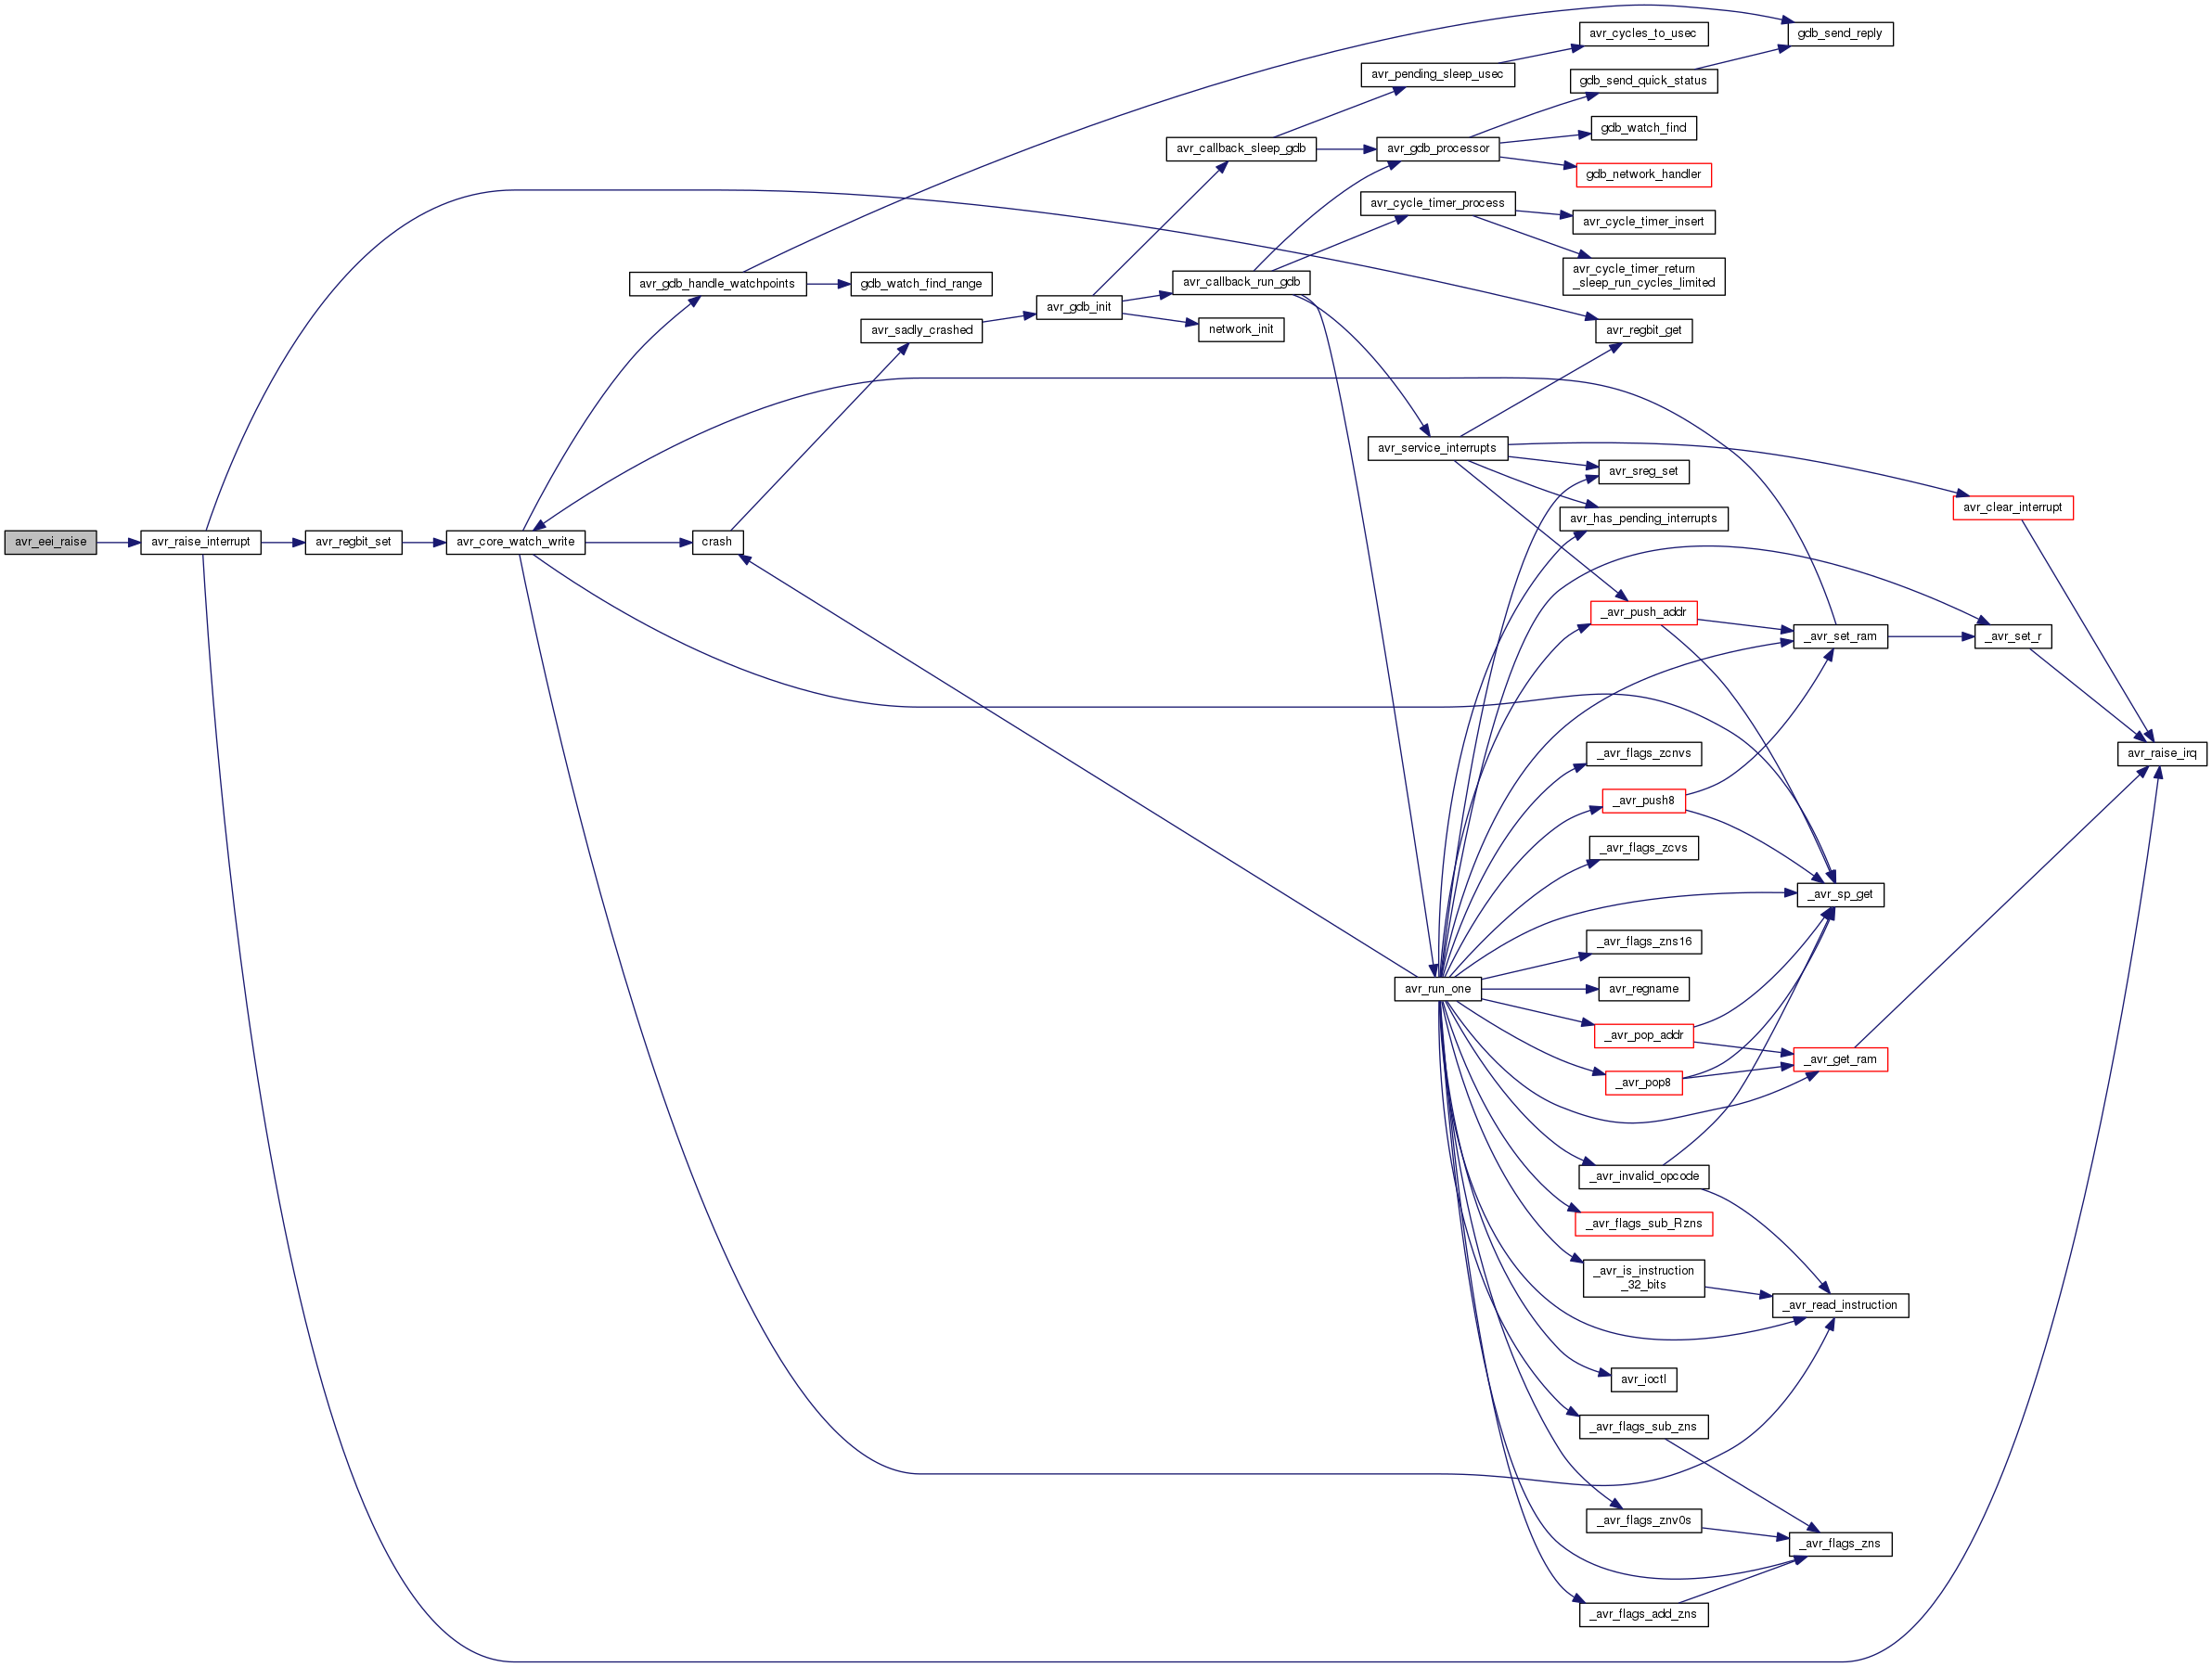 avr_cycles_to_usec
gdb_send_reply
avr_pending_sleep_usec
gdb_send_quick_status
gdb_watch_find
avr_callback_sleep_gdb
avr_gdb_processor
gdb_network_handler
avr_cycle_timer_process
avr_cycle_timer_insert
avr_cycle_timer_return
_sleep_run_cycles_limited
avr_gdb_handle_watchpoints
gdb_watch_find_range
avr_callback_run_gdb
avr_gdb_init
avr_sadly_crashed
network_init
avr_regbit_get
avr_service_interrupts
avr_sreg_set
avr_clear_interrupt
avr_has_pending_interrupts
avr_eei_raise
avr_raise_interrupt
avr_regbit_set
avr_core_watch_write
crash
_avr_push_addr
_avr_set_ram
_avr_set_r
_avr_flags_zcnvs
avr_raise_irq
_avr_push8
_avr_flags_zcvs
_avr_sp_get
_avr_flags_zns16
avr_run_one
avr_regname
_avr_pop_addr
_avr_get_ram
_avr_pop8
_avr_invalid_opcode
_avr_flags_sub_Rzns
_avr_is_instruction
_32_bits
_avr_read_instruction
avr_ioctl
_avr_flags_sub_zns
_avr_flags_znv0s
_avr_flags_zns
_avr_flags_add_zns